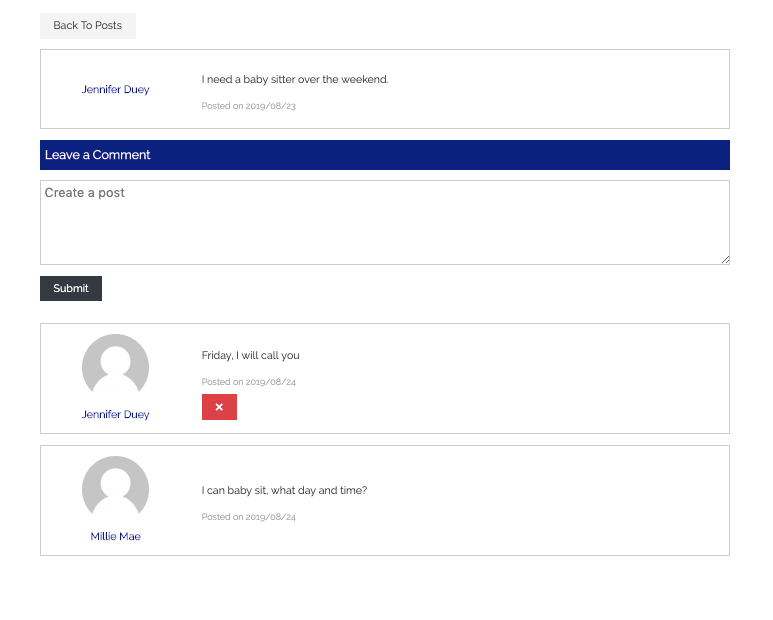 Back To Posts
Jennifer Duey
I need a baby sitter over the weekend.
Posted on 2019/08/23
Leave a Comment
Create a post
Submit
Friday, I will call you
Posted on 2019/08/24
Jennifer Duey
I can baby sit, what day and time?
Posted on 2019/08/24
Millie Mae